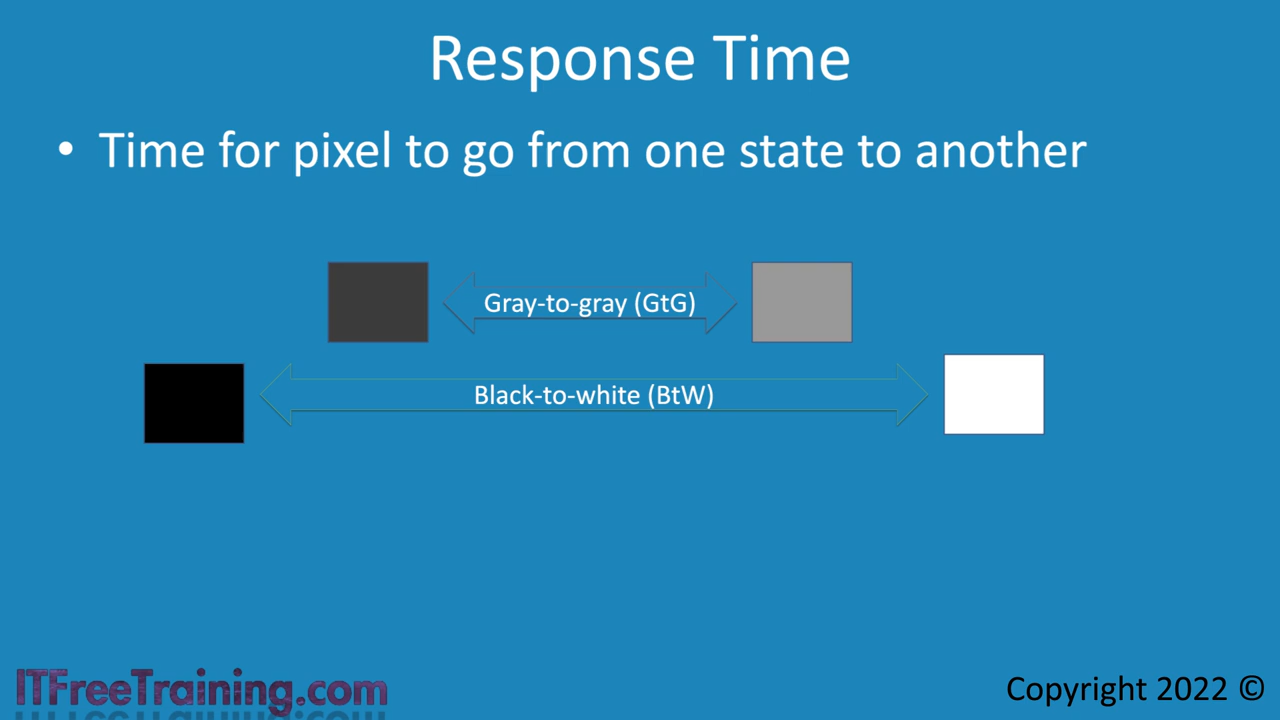 Response Time
• Time for pixel to go from one state to another
Gray-to-gray (GtG)
Black-to-white (BtW)
ITFreeTraining.com
Copyright 2022 ©